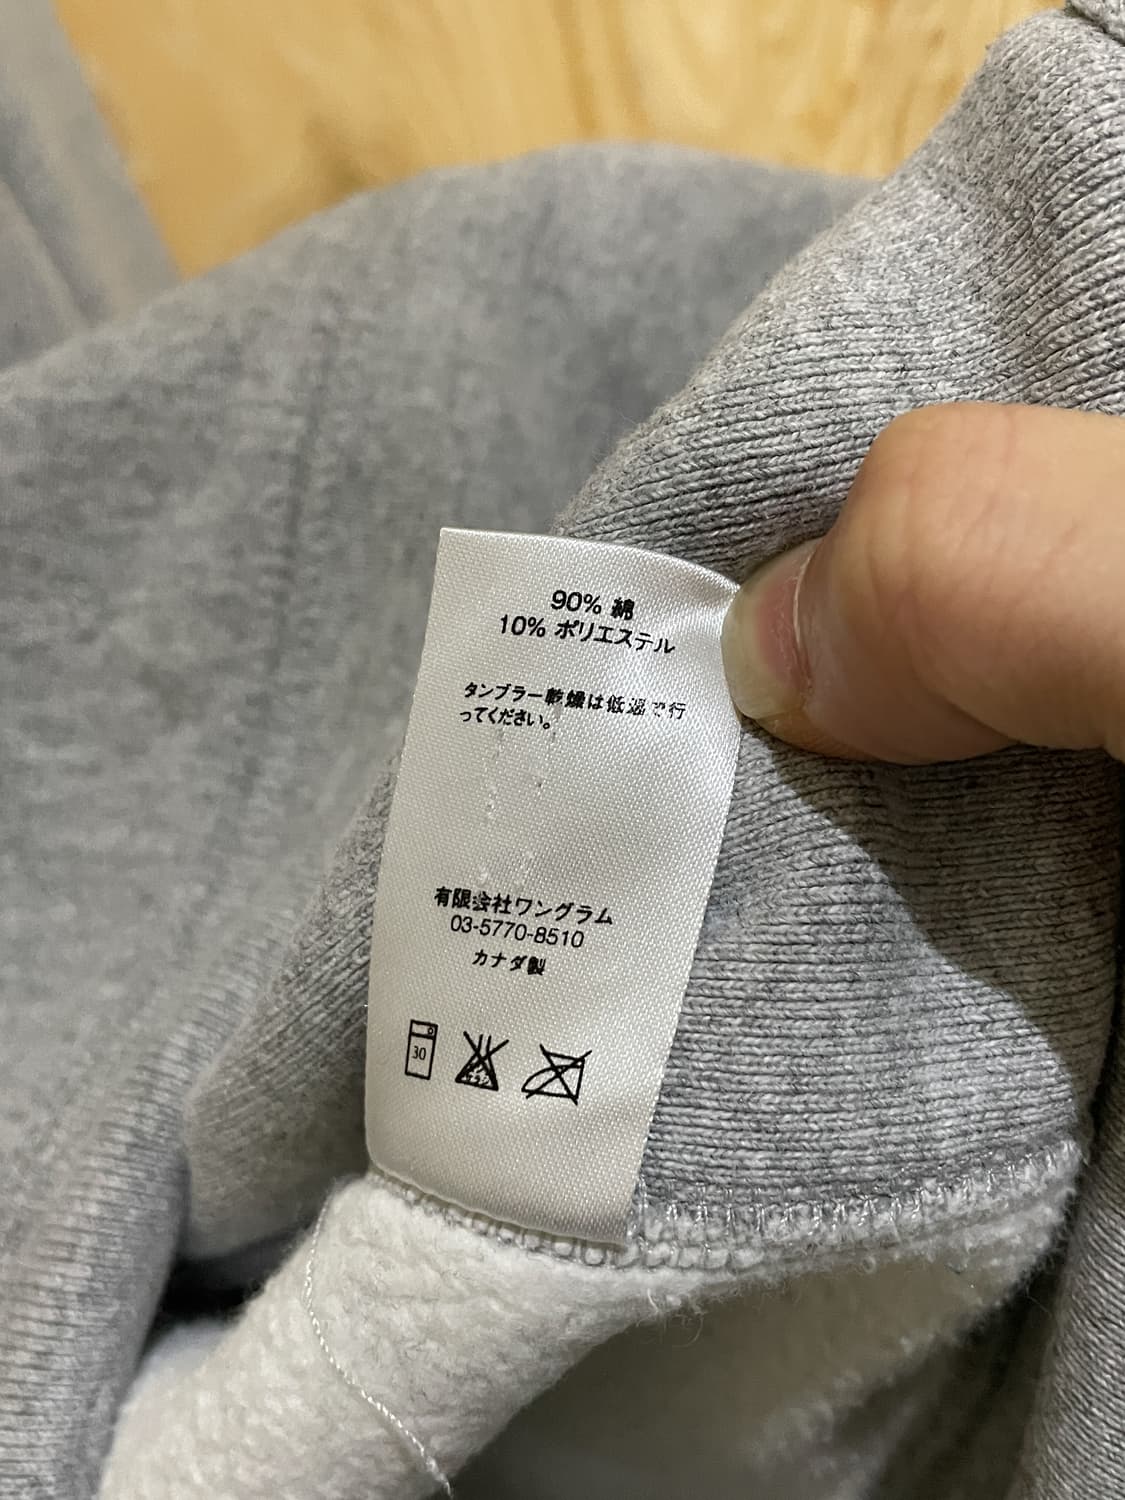 90% 綿
10% ポリエステル
タンブラー乾燥は低温で行
ってください。
有限会社ワングラム
03-5770-8510
カナダ製
30